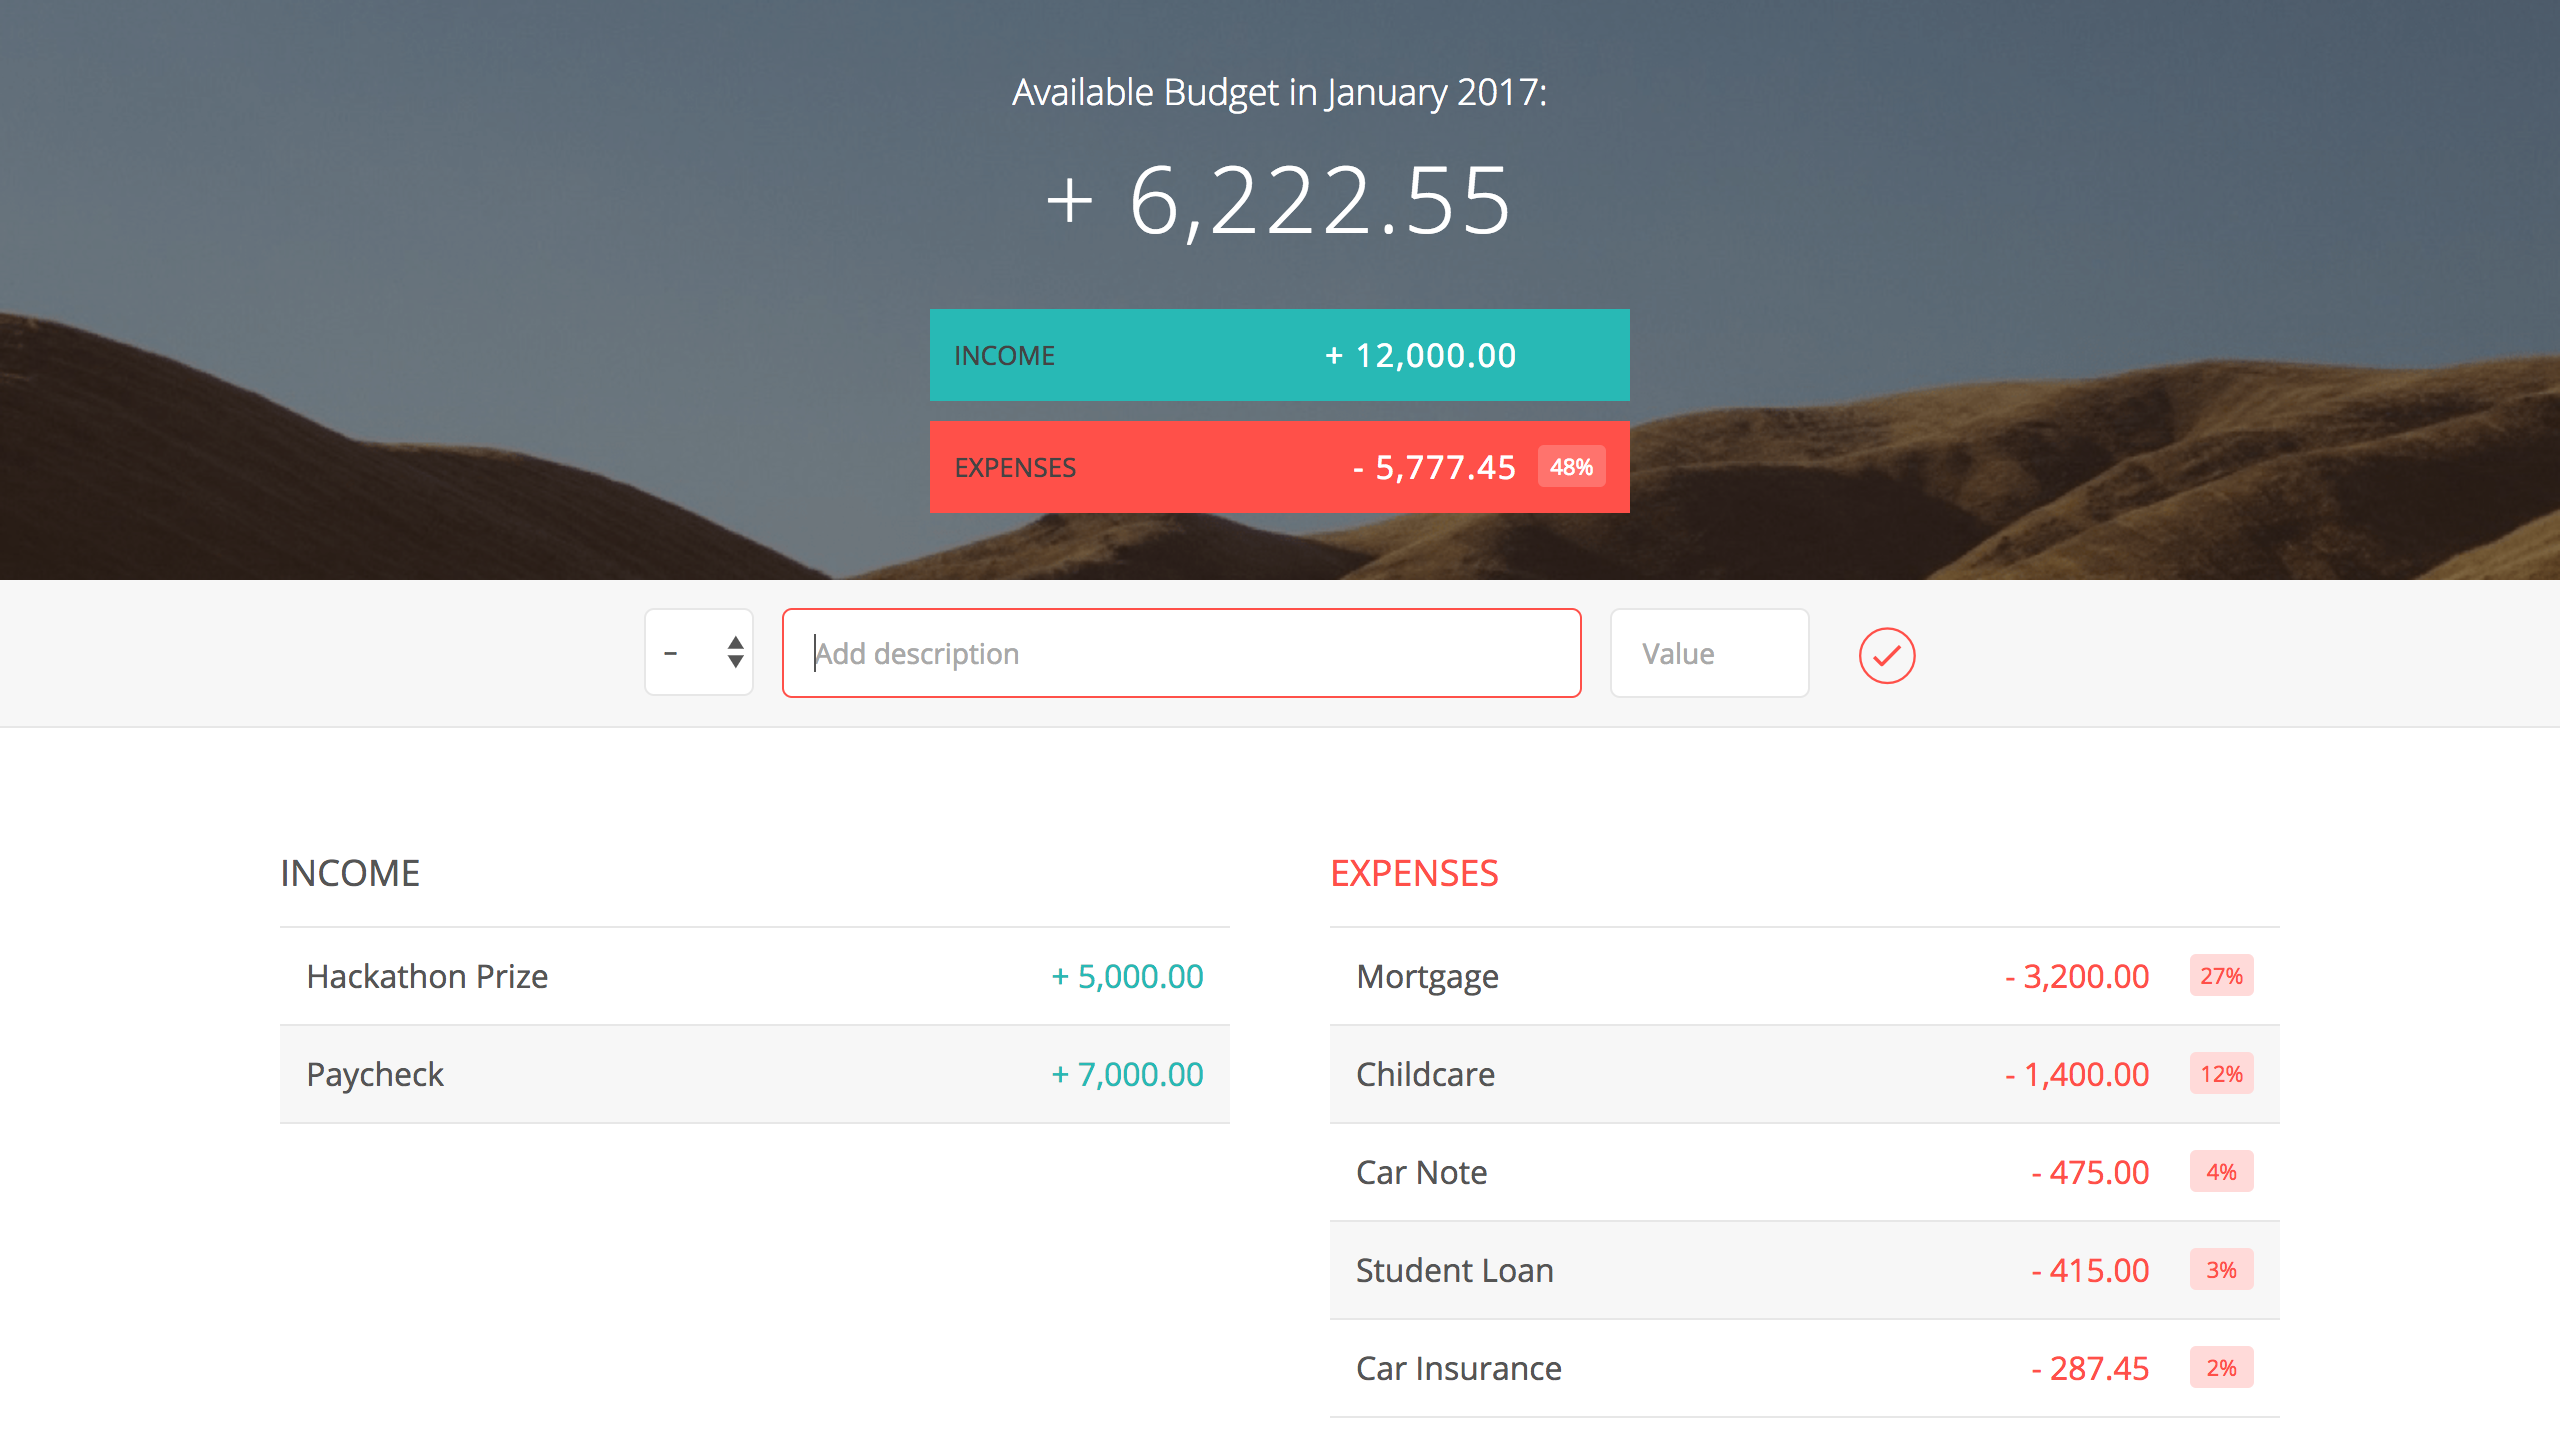 Available Budget in January 2017:
+ 6,222.55
INCOME + 12,000.00
EXPENSES - 5,777.45 48%
– Add description Value
INCOME
Hackathon Prize + 5,000.00
Paycheck + 7,000.00
EXPENSES
Mortgage - 3,200.00 27%
Childcare - 1,400.00 12%
Car Note - 475.00 4%
Student Loan - 415.00 3%
Car Insurance - 287.45 2%